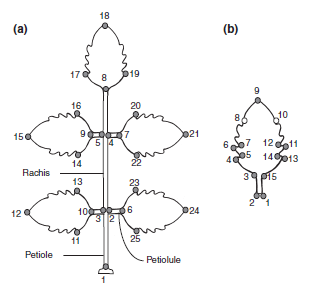 18
(a) (b)
17 8 19
9
8 10
16 20
15 9 5 4 7 21
6 7 12 11
4 5 14 13
14 22
Rachis
3 15
13 23
2 1
12 10 3 2 6 24
11 25
Petiole
Petiolule
1